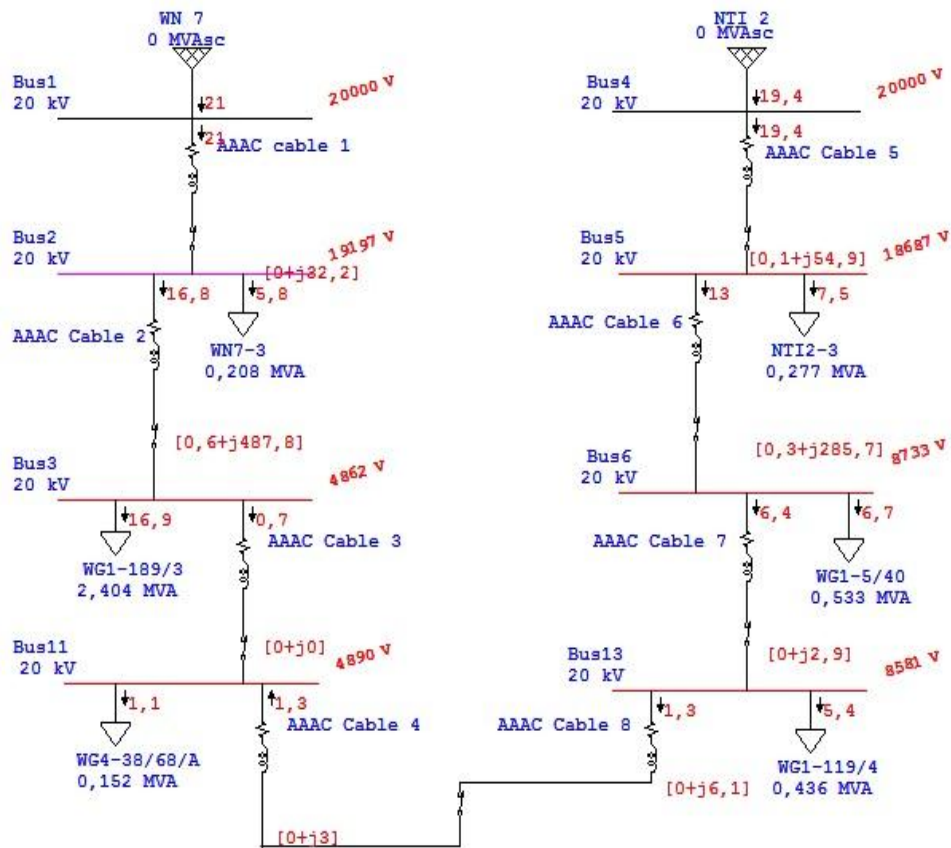 WN 7
0 MVAsc
NTI 2
0 MVAsc
Bus1
20 kV
21
20000 V
Bus4
20 kV
19,4
20000 V
21
AAAC cable 1
19,4
AAAC Cable 5
Bus2
20 kV
19197 V
[0+j32,2]
Bus5
20 kV
[0,1+j54,9]
18687 V
16,8
5,8
13
7,5
AAAC Cable 2
WN7-3
0,208 MVA
AAAC Cable 6
NTI2-3
0,277 MVA
[0,6+j487,8]
[0,3+j285,7]
Bus3
20 kV
4862 V
Bus6
20 kV
8733 V
16,9
0,7
6,4
6,7
AAAC Cable 3
AAAC Cable 7
WG1-189/3
2,404 MVA
WG1-5/40
0,533 MVA
Bus11
20 kV
[0+j0]
4890 V
Bus13
20 kV
[0+j2,9]
8581 V
1,1
1,3
1,3
5,4
AAAC Cable 4
AAAC Cable 8
WG4-38/68/A
0,152 MVA
WG1-119/4
0,436 MVA
[0+j6,1]
[0+j3]